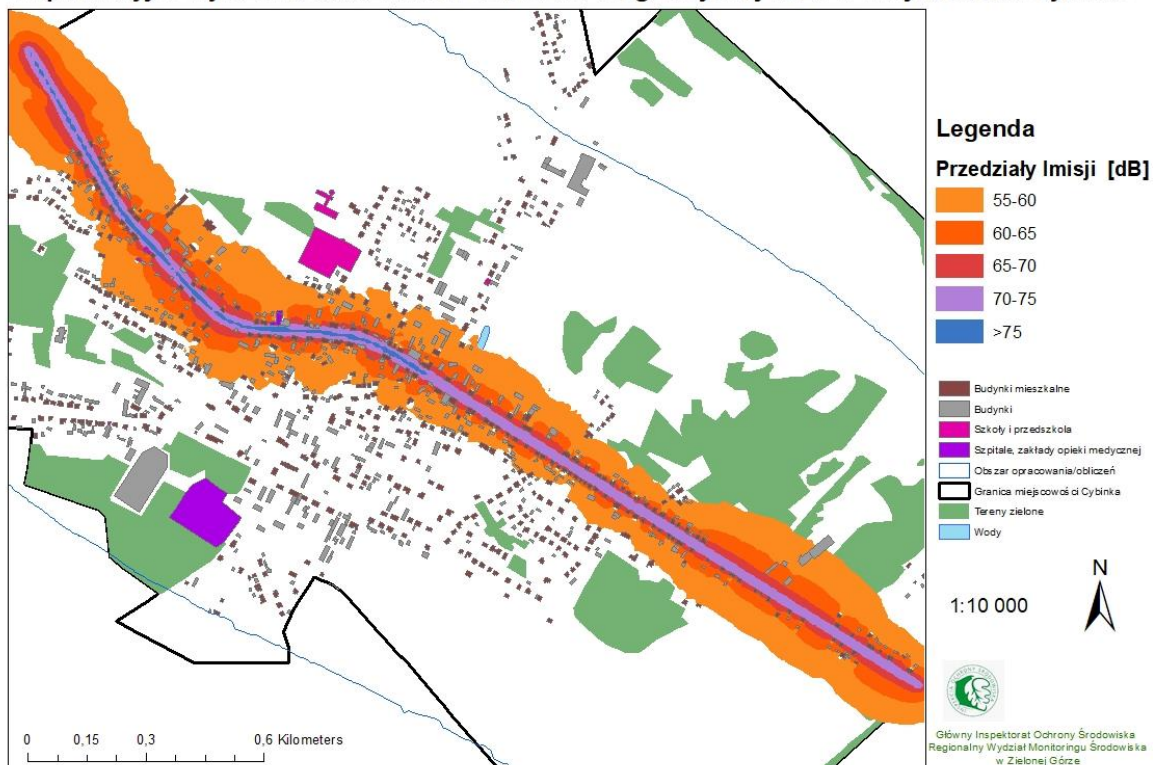 Legenda
Przedziały Imisji [dB]
55-60
60-65
65-70
70-75
>75
Budynki mieszkalne
Budynki
Szkoły i przedszkola
Szpitale, zakłady opieki medycznej
Obszar opracowania/obliczeń
Granica miejscowości Cybinka
Tereny zielone
Wody
N
1:10 000
0 0,15 0,3 0,6 Kilometers
Główny Inspektorat Ochrony Środowiska
Regionalny Wydział Monitoringu Środowiska
w Zielonej Górze